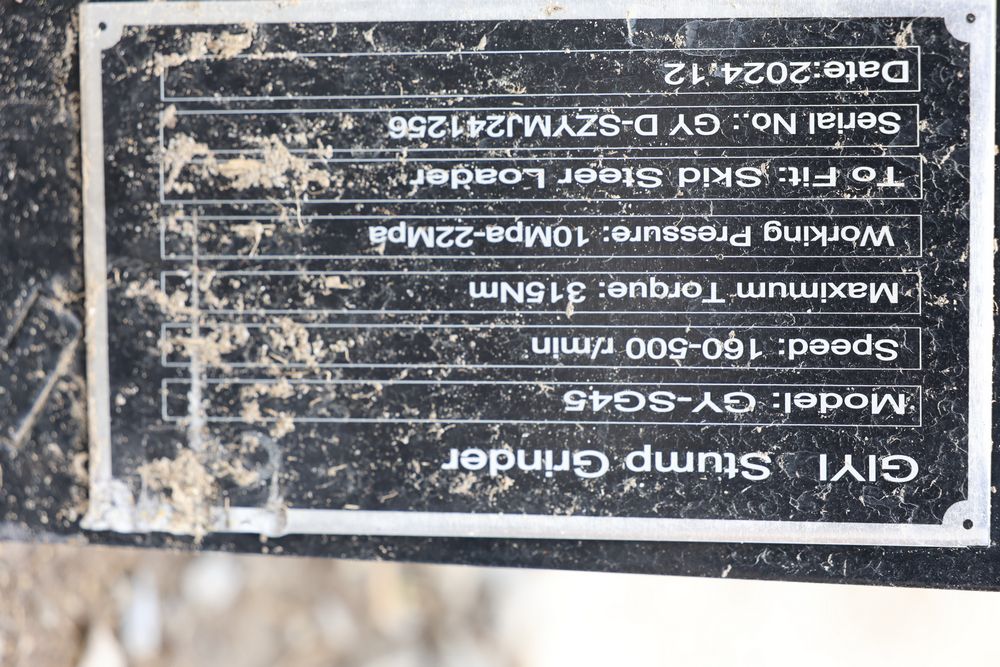 GIYI Stump Grinder
Model: GY-SG45
Speed: 160-500 r/min
Maximum Torque: 315Nm
Working Pressure: 10Mpa-22Mpa
To Fit: Skid Steer Loader
Serial No.: GY D-SZYMJ241256
Date:2024.12